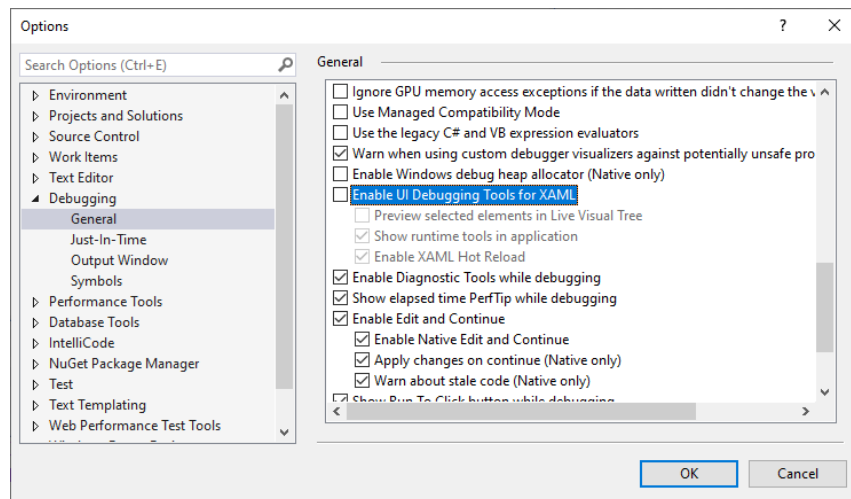 Options
?
Search Options (Ctrl+E)
Environment
Projects and Solutions
Source Control
Work Items
Text Editor
Debugging
General
Just-In-Time
Output Window
Symbols
Performance Tools
Database Tools
IntelliCode
NuGet Package Manager
Test
Text Templating
Web Performance Test Tools
General
Ignore GPU memory access exceptions if the data written didn't change the v
Use Managed Compatibility Mode
Use the legacy C# and VB expression evaluators
Warn when using custom debugger visualizers against potentially unsafe pro
Enable Windows debug heap allocator (Native only)
Enable UI Debugging Tools for XAML
Preview selected elements in Live Visual Tree
Show runtime tools in application
Enable XAML Hot Reload
Enable Diagnostic Tools while debugging
Show elapsed time PerfTip while debugging
Enable Edit and Continue
Enable Native Edit and Continue
Apply changes on continue (Native only)
Warn about stale code (Native only)
Show Run To Click button while debugging
OK
Cancel